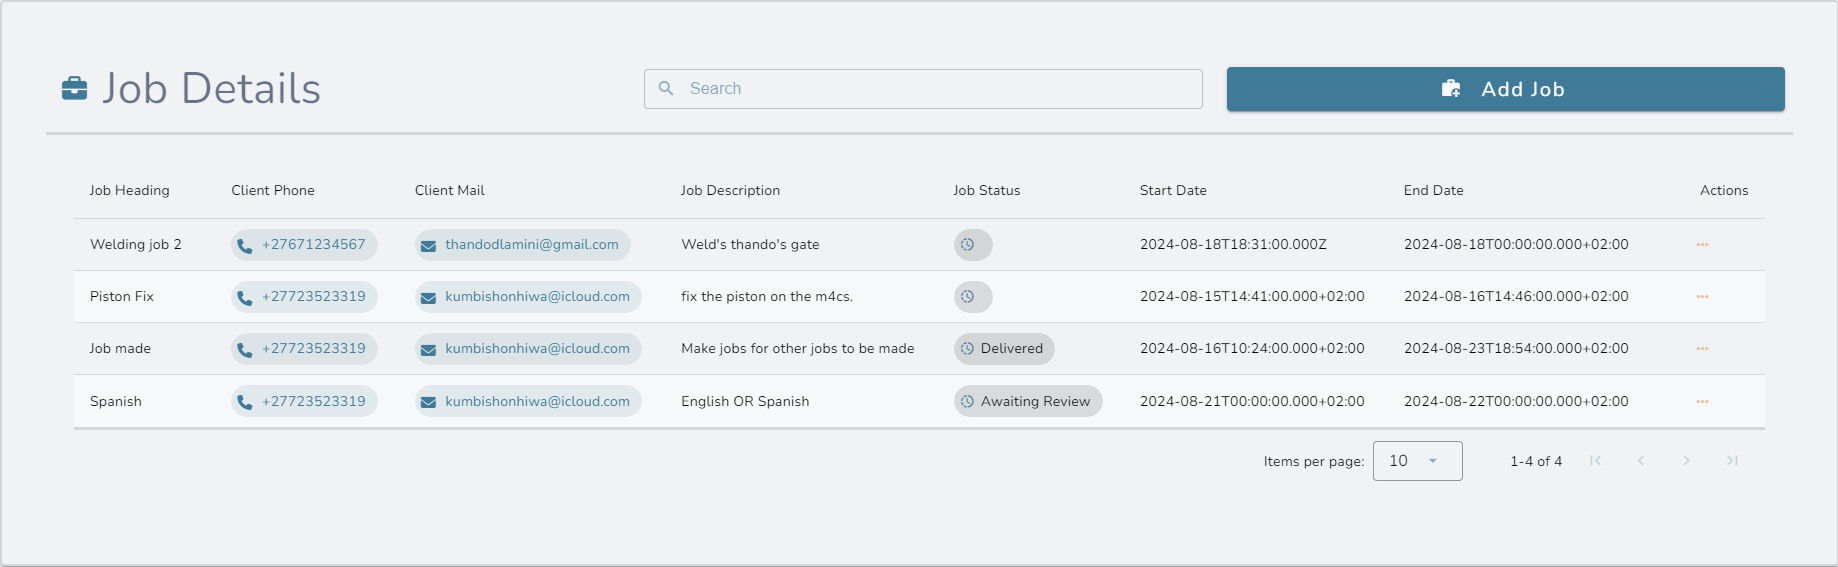 Job Details
Search
Add Job
Job Heading Client Phone Client Mail Job Description Job Status Start Date End Date Actions
Welding job 2 +27671234567 thandodlamini@gmail.com Weld's thando's gate 2024-08-18T18:31:00.000Z 2024-08-18T00:00:00.000+02:00
Piston Fix +27723523319 kumbishonhiwa@icloud.com fix the piston on the m4cs. 2024-08-15T14:41:00.000+02:00 2024-08-16T14:46:00.000+02:00
Job made +27723523319 kumbishonhiwa@icloud.com Make jobs for other jobs to be made Delivered 2024-08-16T10:24:00.000+02:00 2024-08-23T18:54:00.000+02:00
Spanish +27723523319 kumbishonhiwa@icloud.com English OR Spanish Awaiting Review 2024-08-21T00:00:00.000+02:00 2024-08-22T00:00:00.000+02:00
Items per page: 10 1-4 of 4